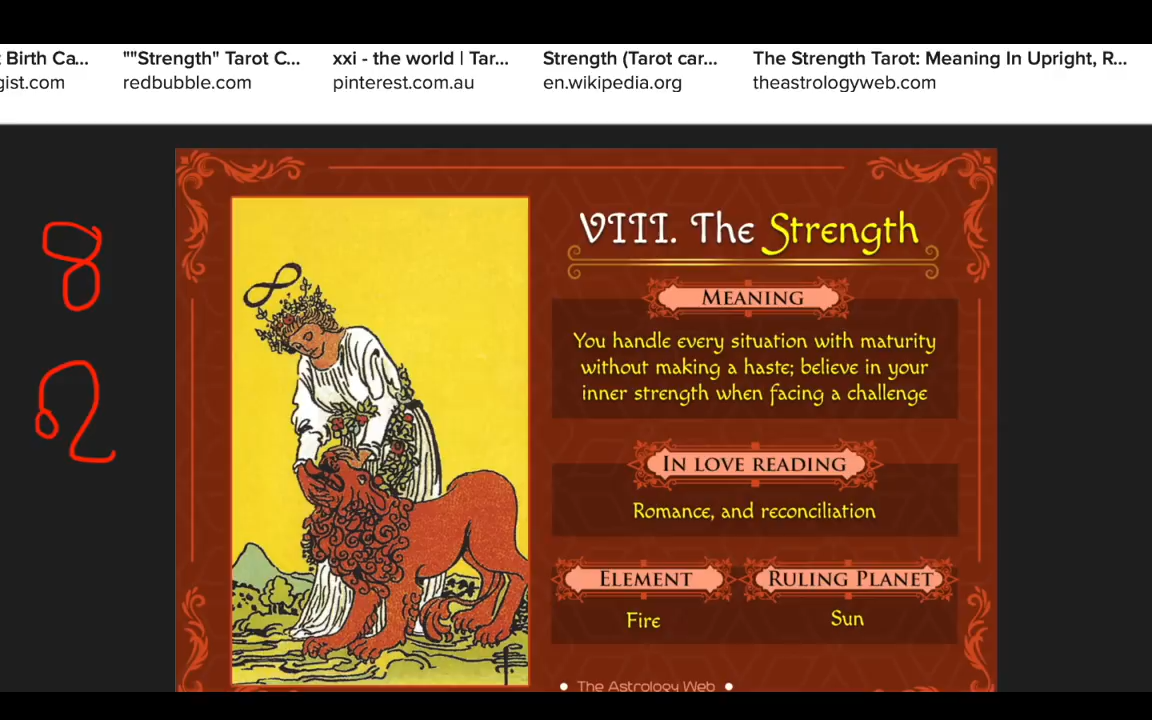 : Birth Ca...
""Strength" Tarot C...
xxi - the world | Tar...
Strength (Tarot car...
The Strength Tarot: Meaning In Upright, R...
gist.com
redbubble.com
pinterest.com.au
en.wikipedia.org
theastrologyweb.com
8
♌
VIII. The Strength
MEANING
You handle every situation with maturity
without making a haste; believe in your
inner strength when facing a challenge
IN LOVE READING
Romance, and reconciliation
ELEMENT
RULING PLANET
Fire
Sun
• The Astrology Web •